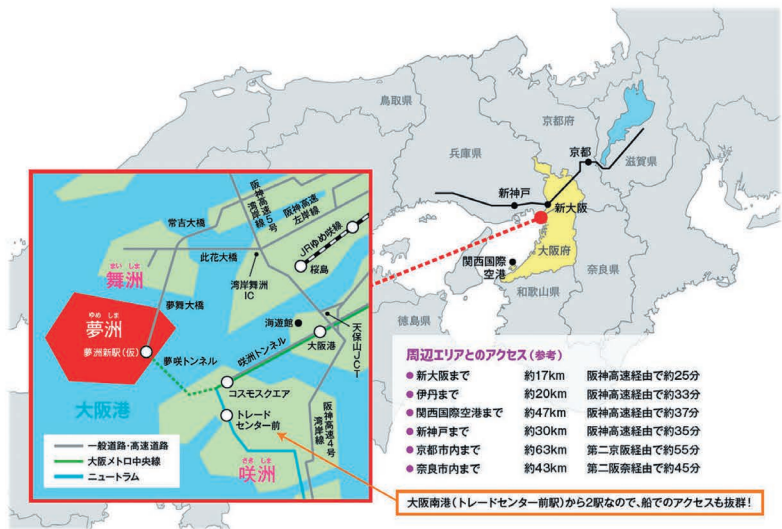 鳥取県
京都府
兵庫県
京都
滋賀県
新神戸
新大阪
大阪府
関西国際
空港
奈良県
和歌山県
徳島県
阪神高速5号
湾岸線
阪神高速
左岸線
常吉大橋
JRゆめ咲線
此花大橋
桜島
まい しま
舞洲
湾岸舞洲
IC
夢舞大橋
ゆめ しま
夢洲
海遊館
天保山JCT
夢洲新駅(仮)
夢咲トンネル
咲洲トンネル
大阪港
コスモスクエア
大阪港
トレード
センター前
阪神高速4号
湾岸線
さき しま
咲洲
一般道路・高速道路
大阪メトロ中央線
ニュートラム
周辺エリアとのアクセス(参考)
● 新大阪まで 約17km 阪神高速経由で約25分
● 伊丹まで 約20km 阪神高速経由で約33分
● 関西国際空港まで 約47km 阪神高速経由で約37分
● 新神戸まで 約30km 阪神高速経由で約35分
● 京都市内まで 約63km 第二京阪経由で約55分
● 奈良市内まで 約43km 第二阪奈経由で約45分
大阪南港(トレードセンター前駅)から2駅なので、船でのアクセスも抜群!